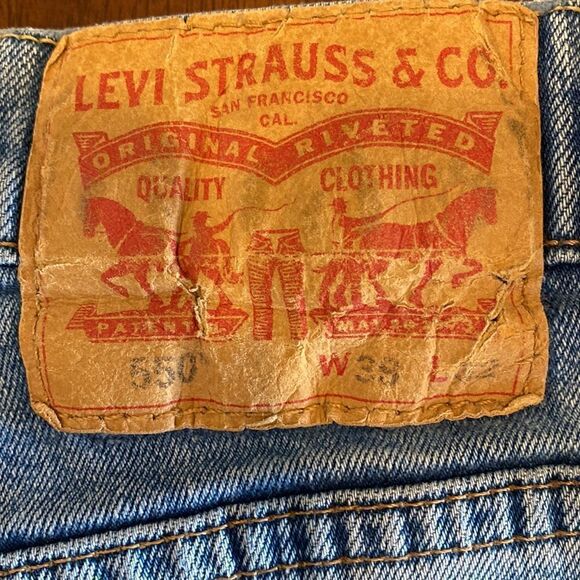 LEVI STRAUSS & CO.
SAN FRANCISCO
CAL.
ORIGINAL RIVETED
QUALITY CLOTHING
550 W L